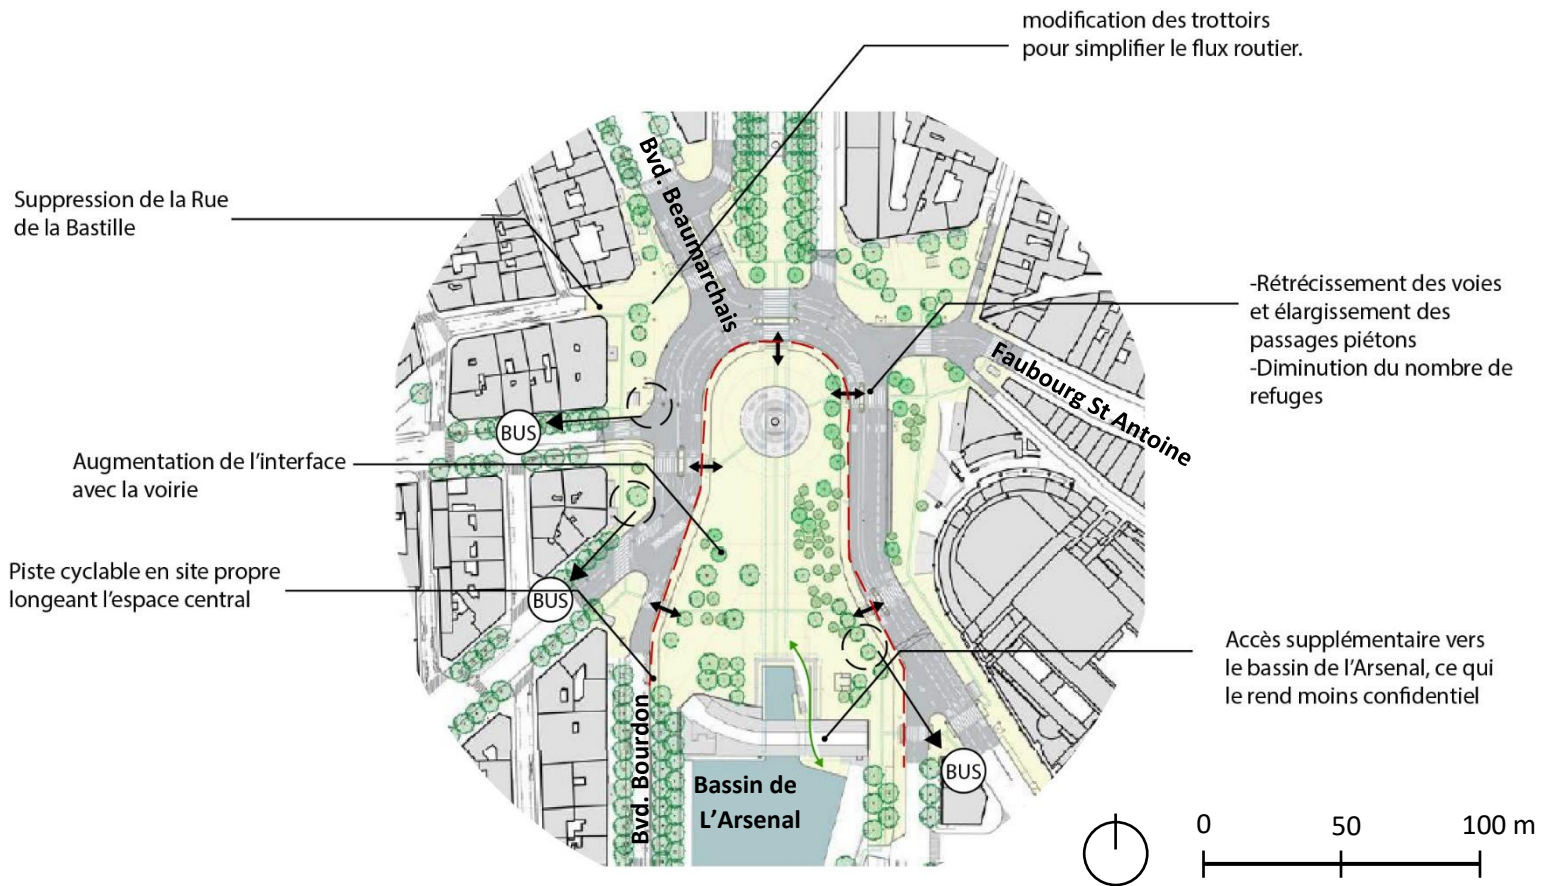 modification des trottoirs
pour simplifier le flux routier.
Bvd. Beaumarchais
Suppression de la Rue
de la Bastille
-Rétrécissement des voies
et élargissement des
passages piétons
-Diminution du nombre de
refuges
Faubourg St Antoine
BUS
Augmentation de l'interface
avec la voirie
Piste cyclable en site propre
longeant l'espace central
BUS
Accès supplémentaire vers
le bassin de l'Arsenal, ce qui
le rend moins confidentiel
Bvd. Bourdon
Bassin de
L'Arsenal
BUS
0 50 100 m